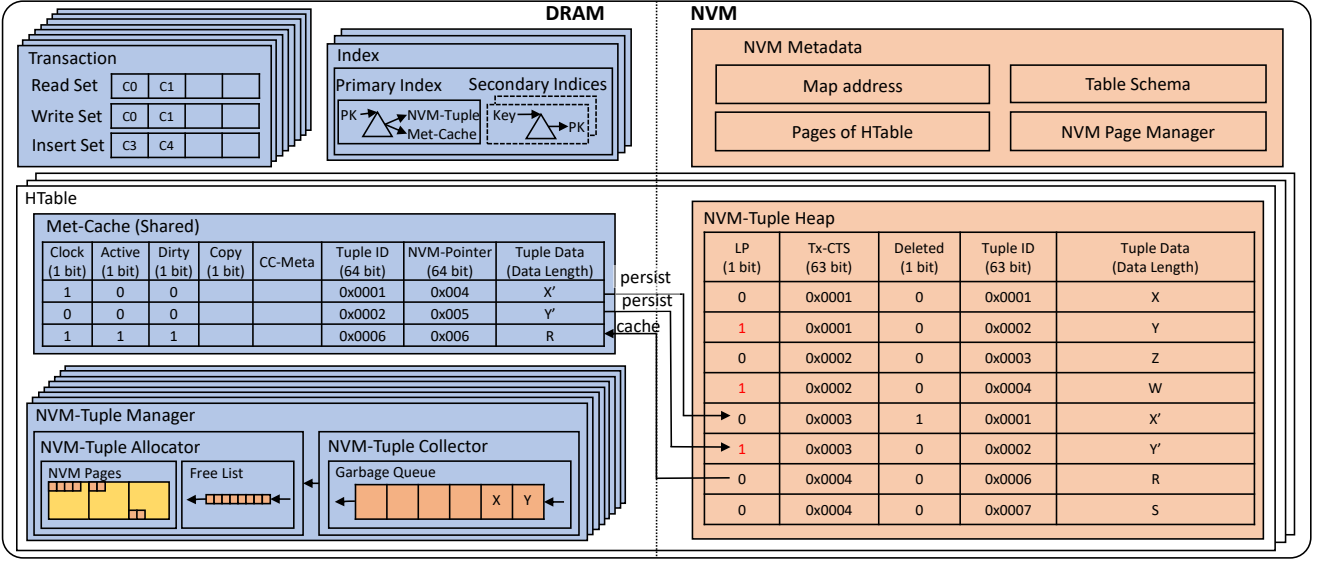 DRAM NVM
Transaction
Read Set C0 C1
Write Set C0 C1
Insert Set C3 C4
Index
Primary Index Secondary Indices
PK NVM-Tuple Met-Cache
Key PK
NVM Metadata
Map address Table Schema
Pages of HTable NVM Page Manager
HTable
Met-Cache (Shared)
Clock (1 bit) Active (1 bit) Dirty (1 bit) Copy (1 bit) CC-Meta Tuple ID (64 bit) NVM-Pointer (64 bit) Tuple Data (Data Length)
1 0 0 0x0001 0x004 X’
0 0 0 0x0002 0x005 Y’
1 1 1 0x0006 0x006 R
persist
persist
cache
NVM-Tuple Heap
LP (1 bit) Tx-CTS (63 bit) Deleted (1 bit) Tuple ID (63 bit) Tuple Data (Data Length)
0 0x0001 0 0x0001 X
1 0x0001 0 0x0002 Y
0 0x0002 0 0x0003 Z
1 0x0002 0 0x0004 W
0 0x0003 1 0x0001 X’
1 0x0003 0 0x0002 Y’
0 0x0004 0 0x0006 R
0 0x0004 0 0x0007 S
NVM-Tuple Manager
NVM-Tuple Allocator
NVM Pages
Free List
NVM-Tuple Collector
Garbage Queue
X Y